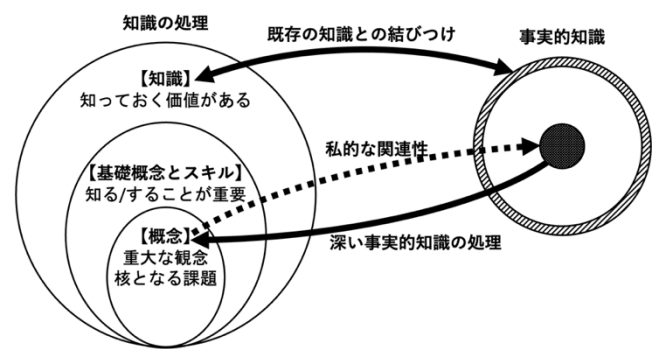 知識の処理
既存の知識との結びつけ
事実的知識
【知識】
知っておく価値がある
私的な関連性
【基礎概念とスキル】
知る/することが重要
【概念】
重大な観念
核となる課題
深い事実的知識の処理